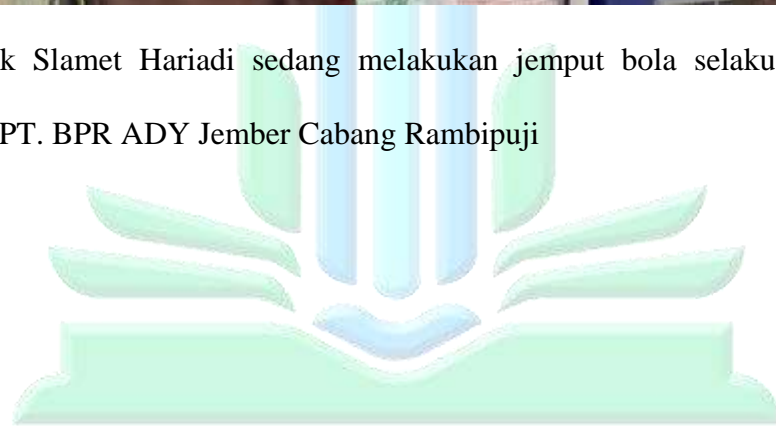 k Slamet Hariadi sedang melakukan jemput bola selaku
PT. BPR ADY Jember Cabang Rambipuji